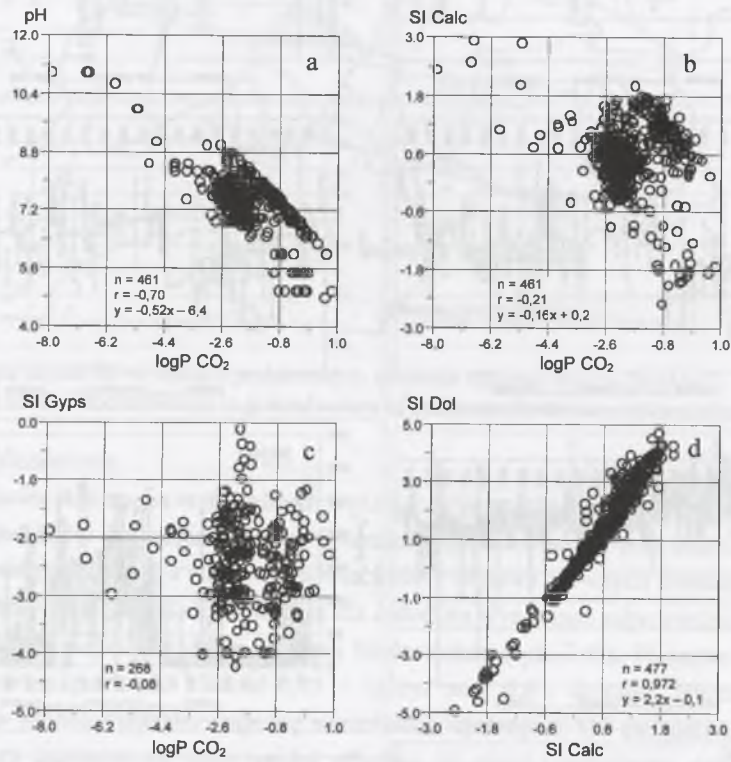 pH
12.0
10.4
8.8
7.2
5.6
4.0
a
n = 461
r = -0,70
y = -0,52x – 6,4
-8.0 -6.2 -4.4 -2.6 -0.8 1.0
logP CO₂
SI Calc
3.0
1.8
0.6
-0.6
-1.8
-3.0
b
n = 461
r = -0,21
y = -0,16x + 0,2
-8.0 -6.2 -4.4 -2.6 -0.8 1.0
logP CO₂
SI Gyps
0.0
-1.0
-2.0
-3.0
-4.0
-5.0
c
n = 266
r = -0,06
-8.0 -6.2 -4.4 -2.6 -0.8 1.0
logP CO₂
SI Dol
5.0
3.0
1.0
-1.0
-3.0
-5.0
d
n = 477
r = 0,972
y = 2,2x – 0,1
-3.0 -1.8 -0.6 0.6 1.8 3.0
SI Calc